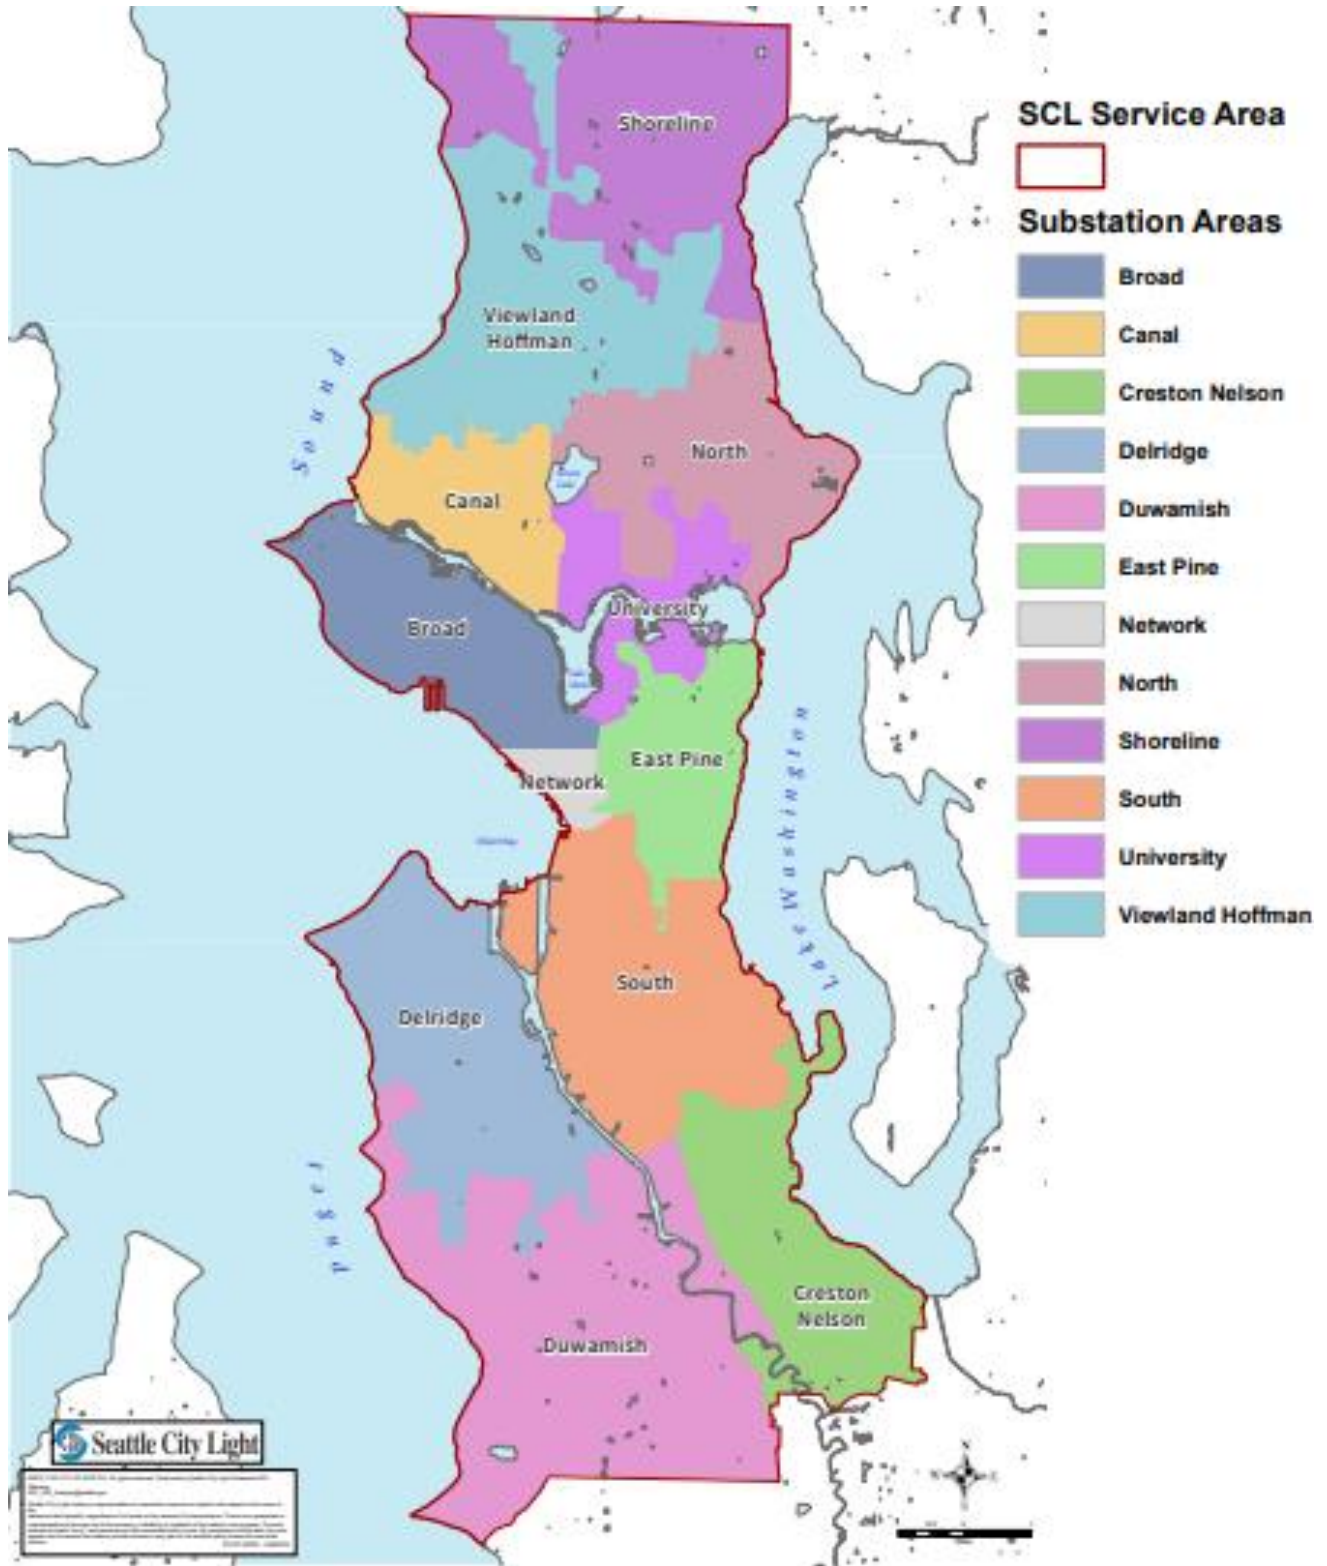 SCL Service Area
Substation Areas
Broad
Canal
Creston Nelson
Delridge
Duwamish
East Pine
Network
North
Shoreline
South
University
Viewland Hoffman
Shoreline
Viewland
Hoffman
Sound
North
Canal
University
Broad
East Pine
Network
Lake Washington
South
Delridge
Puget
Creston
Nelson
Duwamish
Seattle City Light